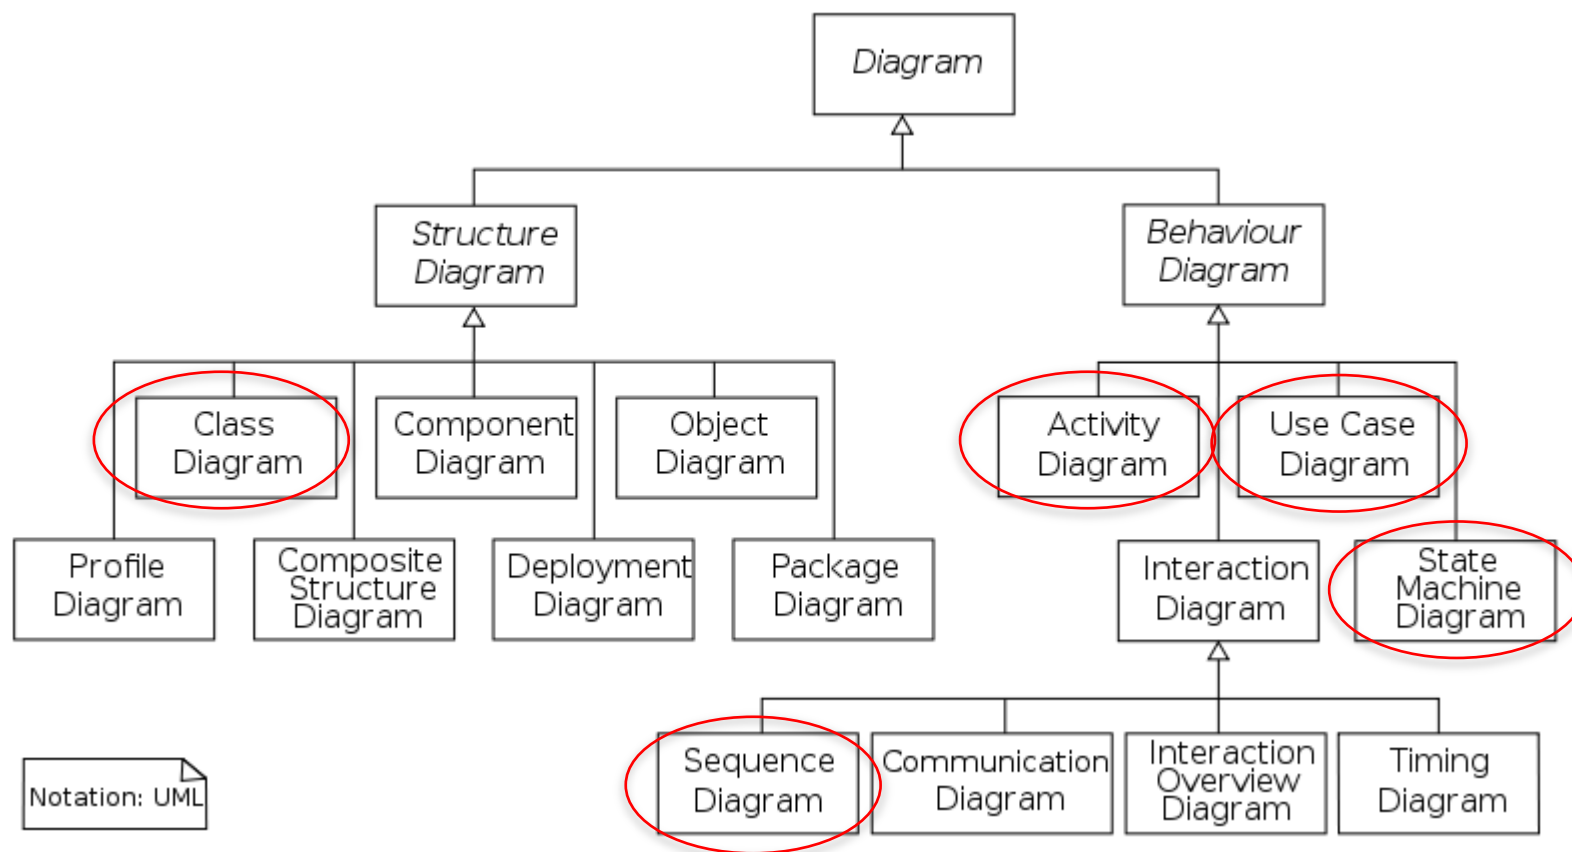 Diagram
Structure
Diagram
Behaviour
Diagram
Class
Diagram
Component
Diagram
Object
Diagram
Activity
Diagram
Use Case
Diagram
Profile
Diagram
Composite
Structure
Diagram
Deployment
Diagram
Package
Diagram
Interaction
Diagram
State
Machine
Diagram
Sequence
Diagram
Communication
Diagram
Interaction
Overview
Diagram
Timing
Diagram
Notation: UML